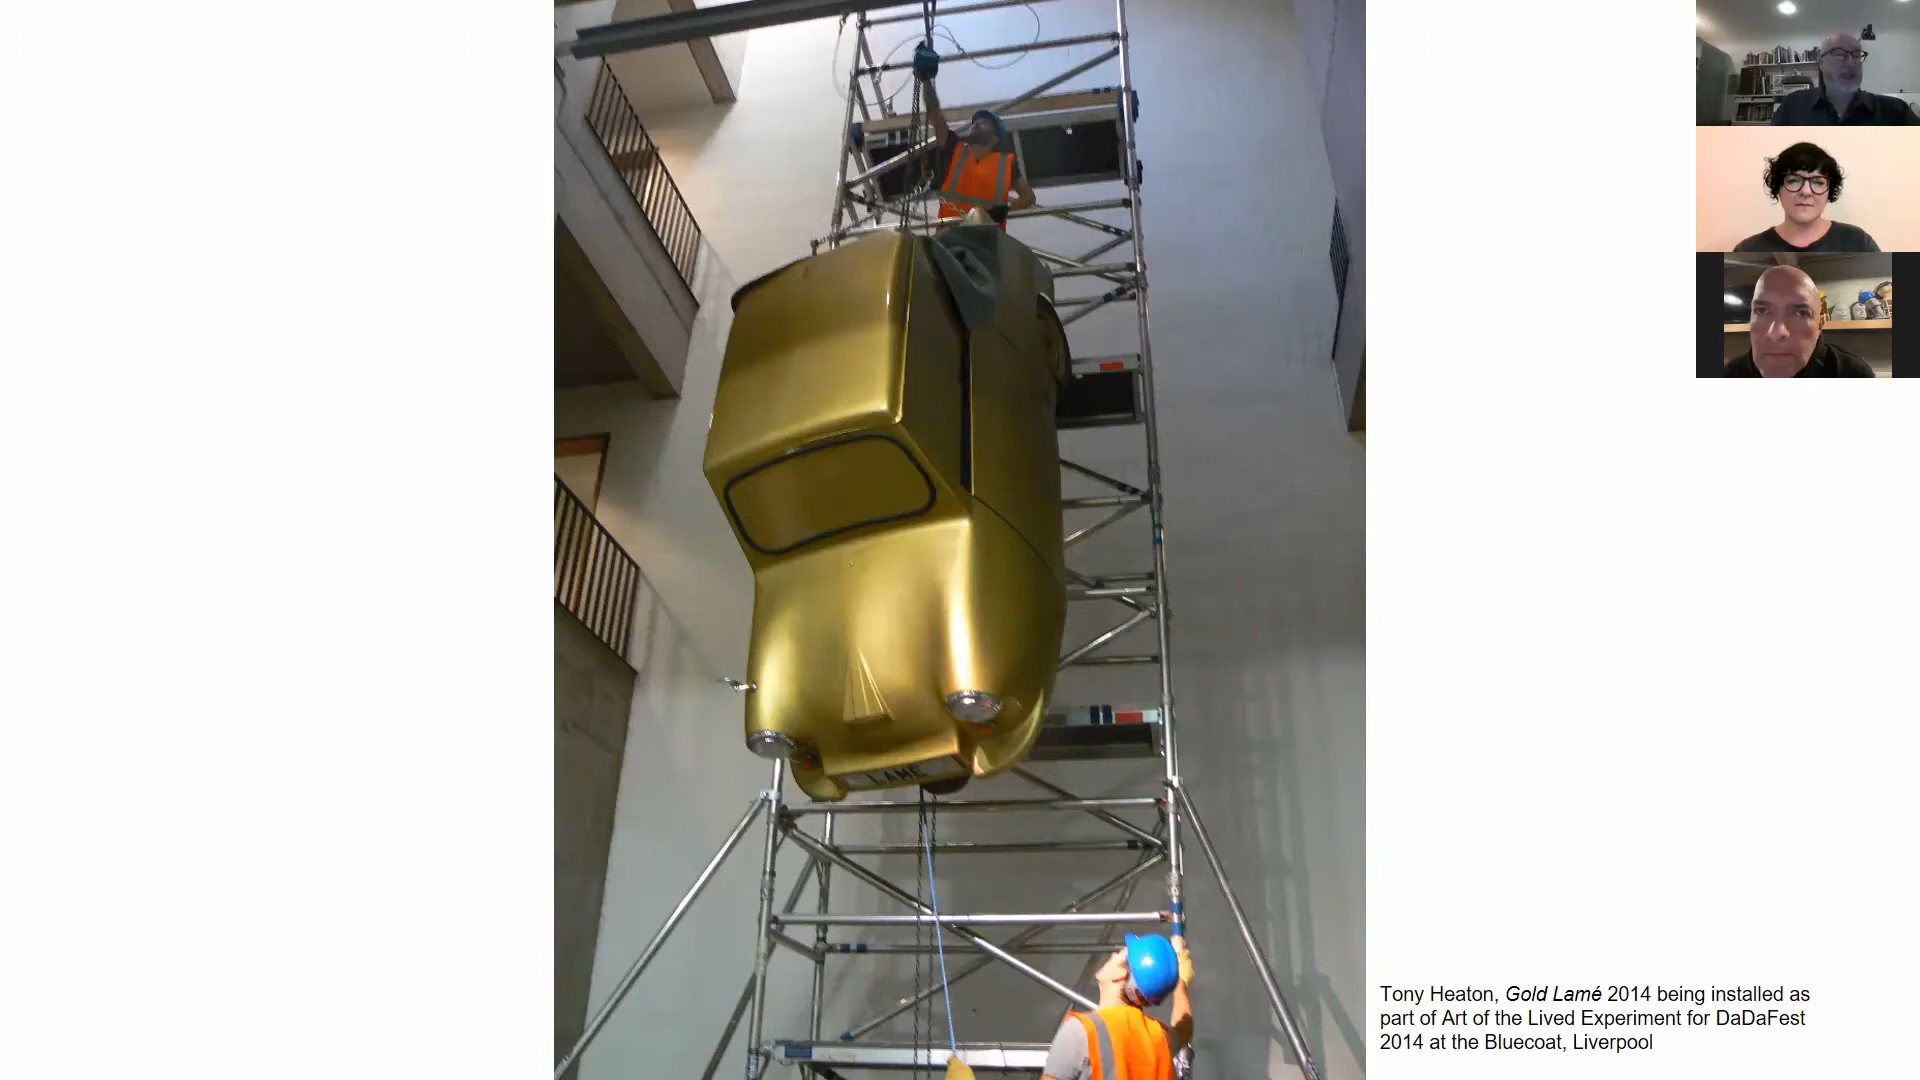 LAME
Tony Heaton, Gold Lamé 2014 being installed as
part of Art of the Lived Experiment for DaDaFest
2014 at the Bluecoat, Liverpool